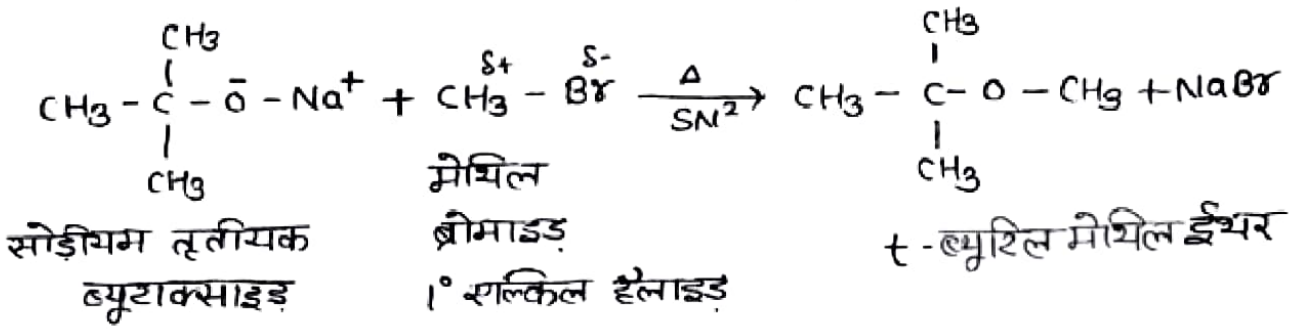 CH3 CH3
CH3 - C - Ō - Na⁺ + CH3 - Br Δ SN² → CH3 - C - O - CH3 + NaBr
δ+ δ-
CH3 CH3
मेथिल
सोड़ीयम तृतीयक ब्रोमाइड़ t - ब्यूटिल मेथिल ईथर
ब्यूटाक्साइड़ 1° एल्किल हैलाइड़